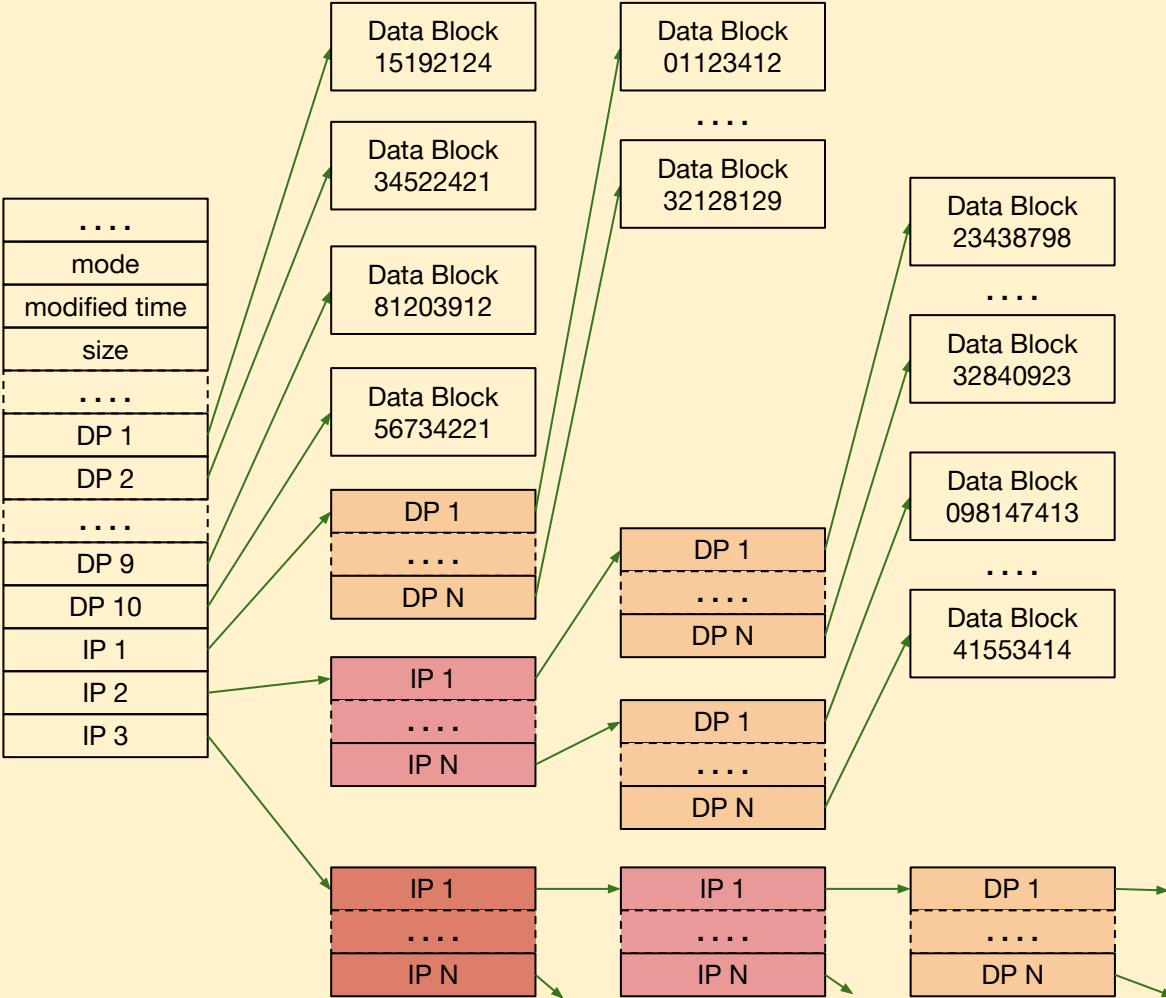 ....
mode
modified time
size
....
DP 1
DP 2
....
DP 9
DP 10
IP 1
IP 2
IP 3
Data Block
15192124
Data Block
34522421
Data Block
81203912
Data Block
56734221
DP 1
....
DP N
IP 1
....
IP N
IP 1
....
IP N
Data Block
01123412
....
Data Block
32128129
DP 1
....
DP N
DP 1
....
DP N
IP 1
....
IP N
Data Block
23438798
....
Data Block
32840923
Data Block
098147413
....
Data Block
41553414
DP 1
....
DP N